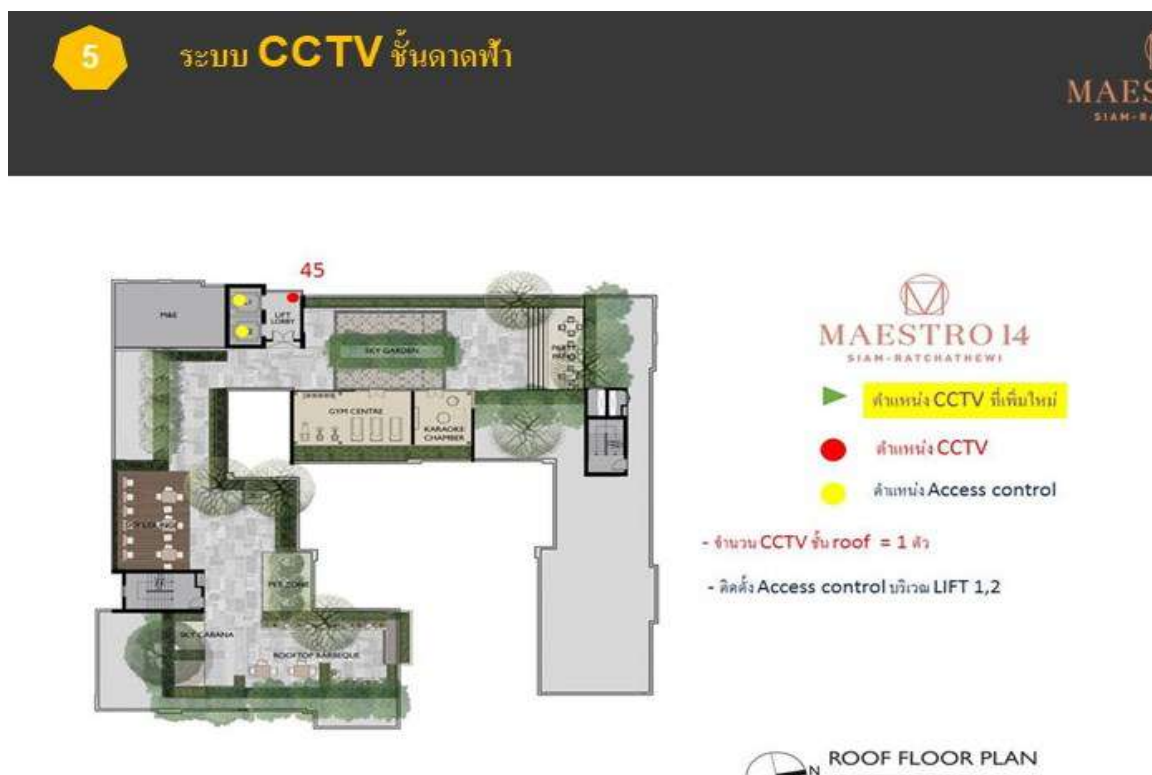 5
ระบบ CCTV ชั้นดาดฟ้า
45
M&E
LIFT
LOBBY
SKY GARDEN
GYM CENTRE
KARAOKE
CHAMBER
PET ZONE
SKY CABANA
ROOFTOP BARBEQUE
MAESTRO 14
SIAM-RATCHATHEWI
ตำแหน่ง CCTV ที่เพิ่มใหม่
ตำแหน่ง CCTV
ตำแหน่ง Access control
- จำนวน CCTV ชั้น roof = 1 ตัว
- ติดตั้ง Access control บริเวณ LIFT 1,2
N
ROOF FLOOR PLAN